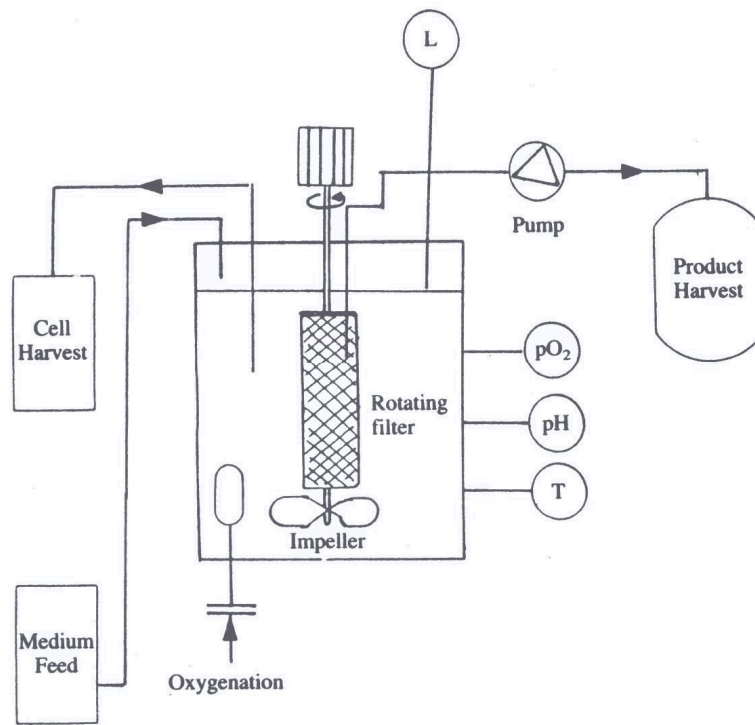 L
Pump
Product
Harvest
Cell
Harvest
pO₂
Rotating
filter
pH
T
Impeller
Medium
Feed
Oxygenation